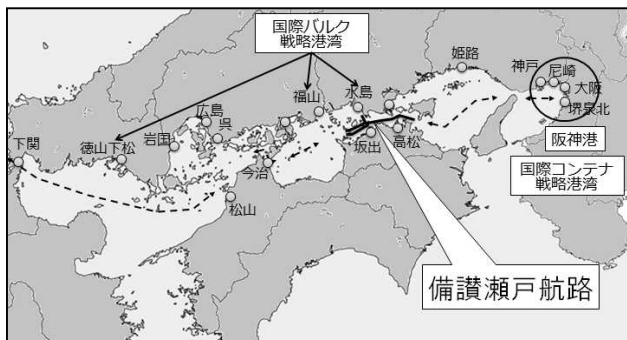 国際バルク
戦略港湾
姫路
神戸
尼崎
大阪
堺泉北
阪神港
国際コンテナ
戦略港湾
水島
福山
広島
呉
岩国
徳山下松
下関
坂出
高松
今治
松山
備讃瀬戸航路